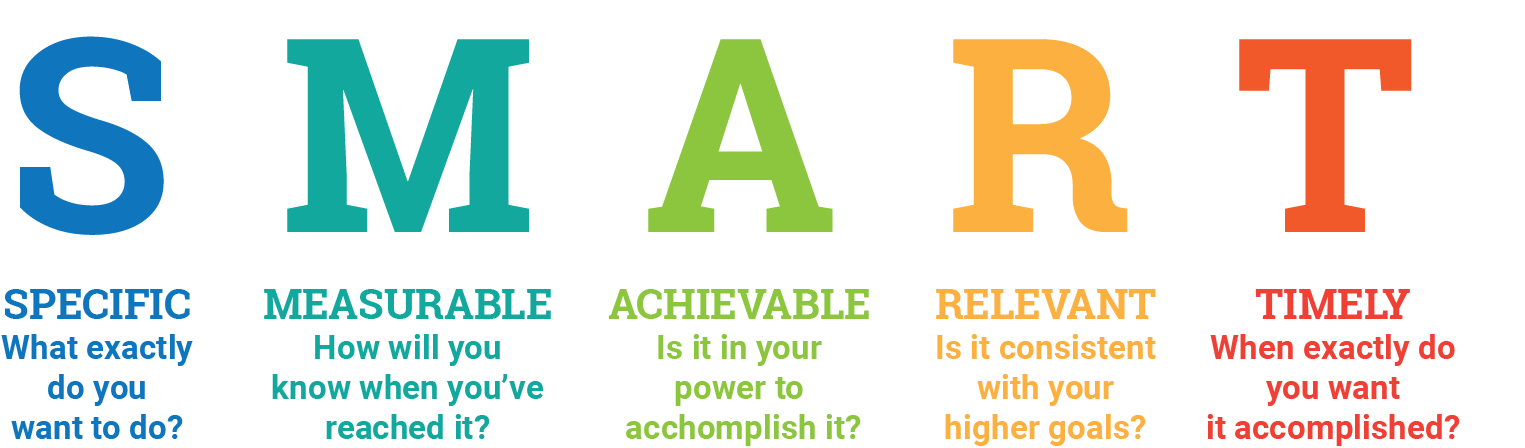 S M A R T
SPECIFIC
What exactly
do you
want to do?
MEASURABLE
How will you
know when you’ve
reached it?
ACHIEVABLE
Is it in your
power to
acchomplish it?
RELEVANT
Is it consistent
with your
higher goals?
TIMELY
When exactly do
you want
it accomplished?